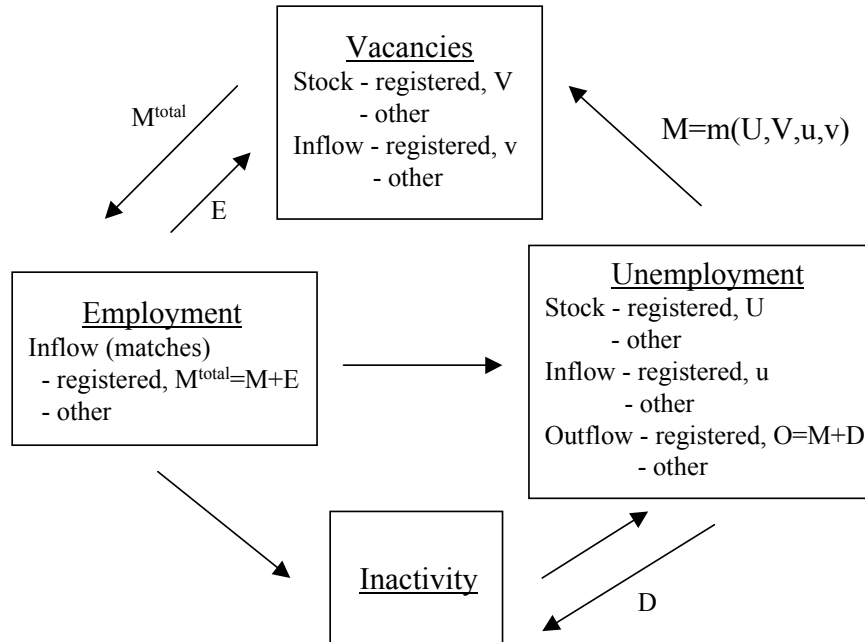 Vacancies
Stock - registered, V
- other
Inflow - registered, v
- other
M^total
E
M=m(U,V,u,v)
Employment
Inflow (matches)
- registered, M^total=M+E
- other
Unemployment
Stock - registered, U
- other
Inflow - registered, u
- other
Outflow - registered, O=M+D
- other
Inactivity
D